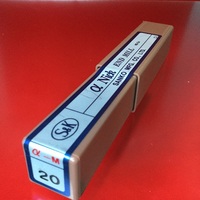 α Nick END MILL
SANKO MFG. CO., LTD.
S&K
α M
20